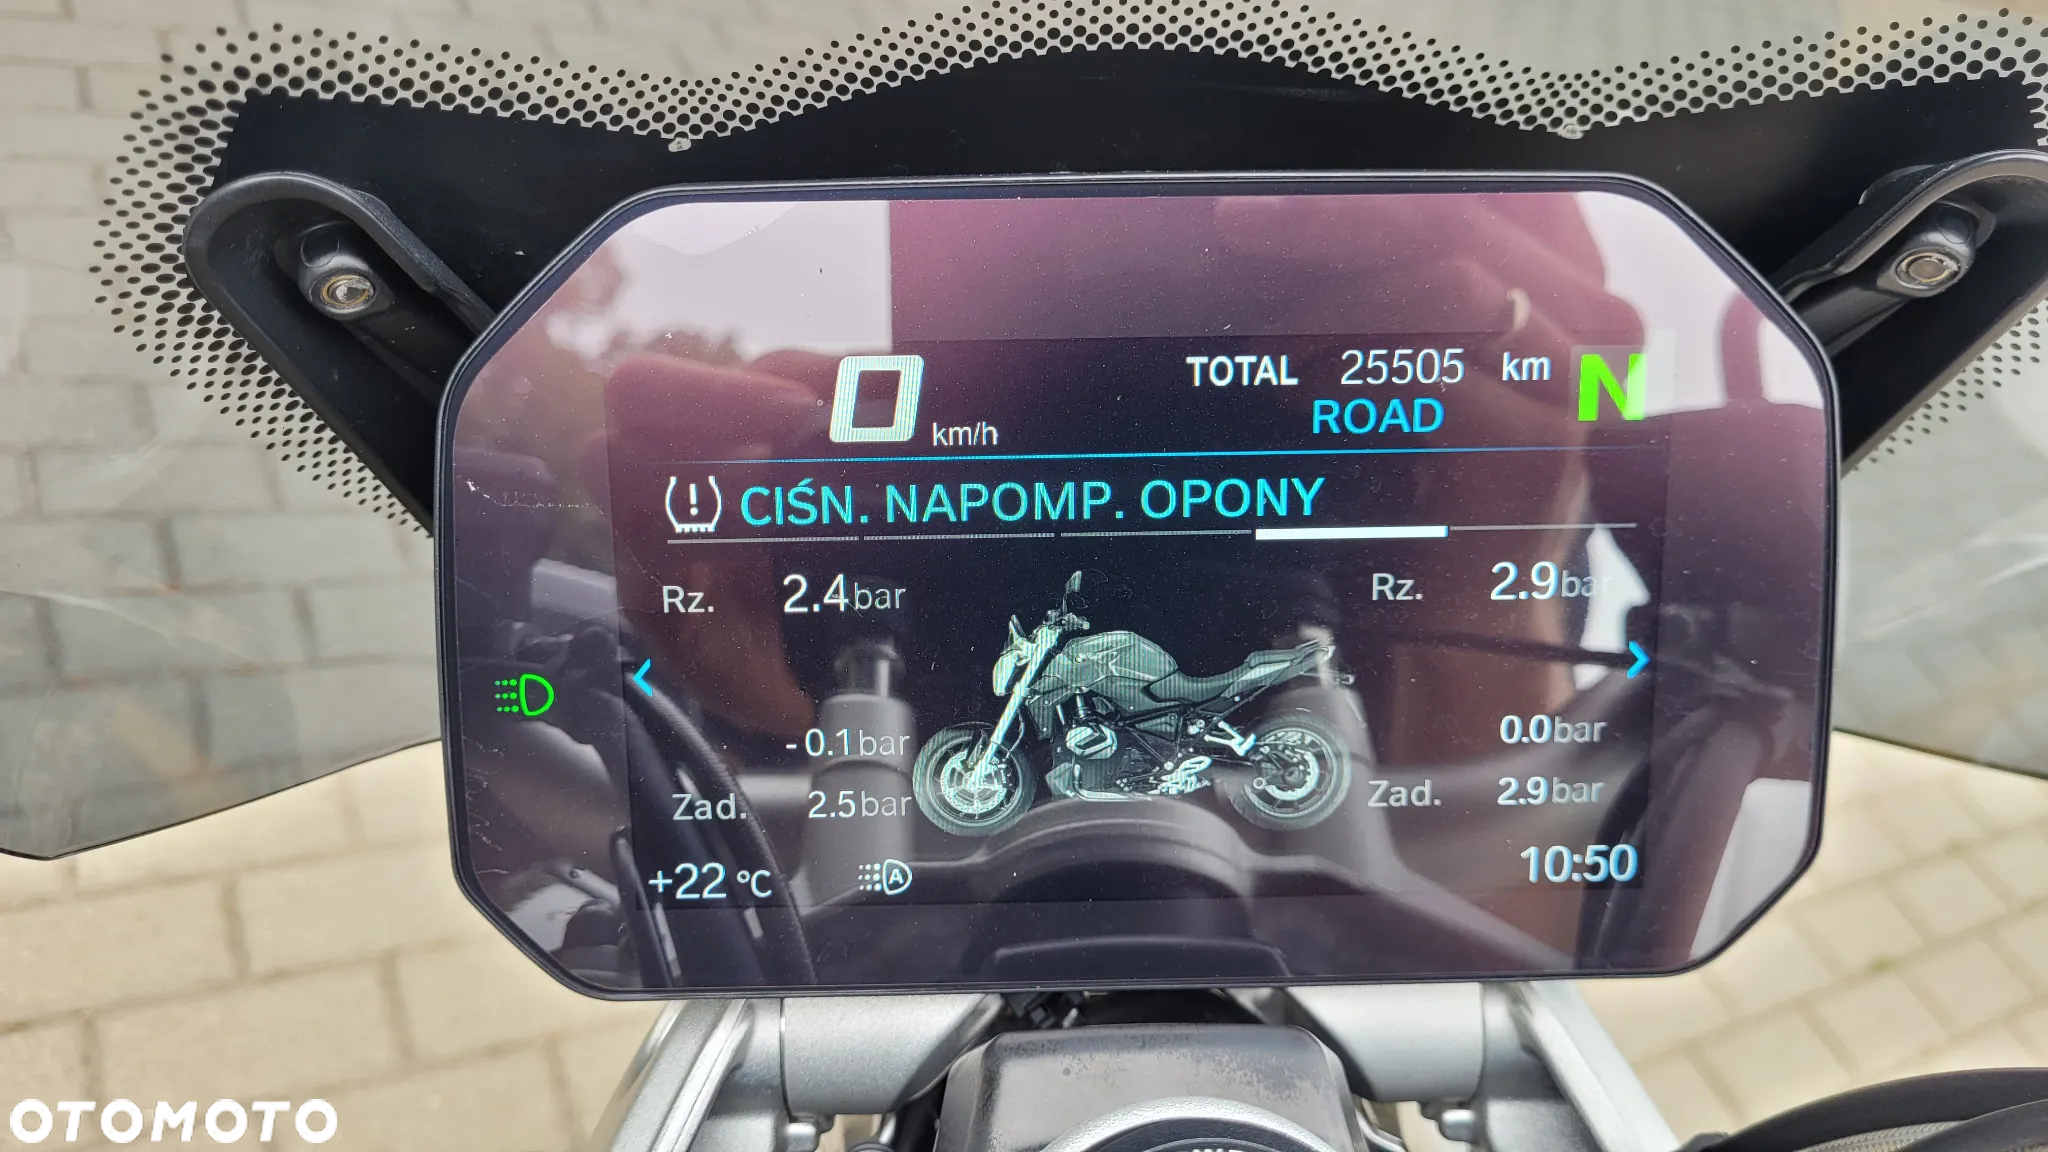 0 km/h TOTAL 25505 km N
ROAD
CIŚN. NAPOMP. OPONY
Rz. 2.4bar Rz. 2.9bar
-0.1bar 0.0bar
Zad. 2.5bar Zad. 2.9bar
+22 °C A 10:50
OTOMOTO